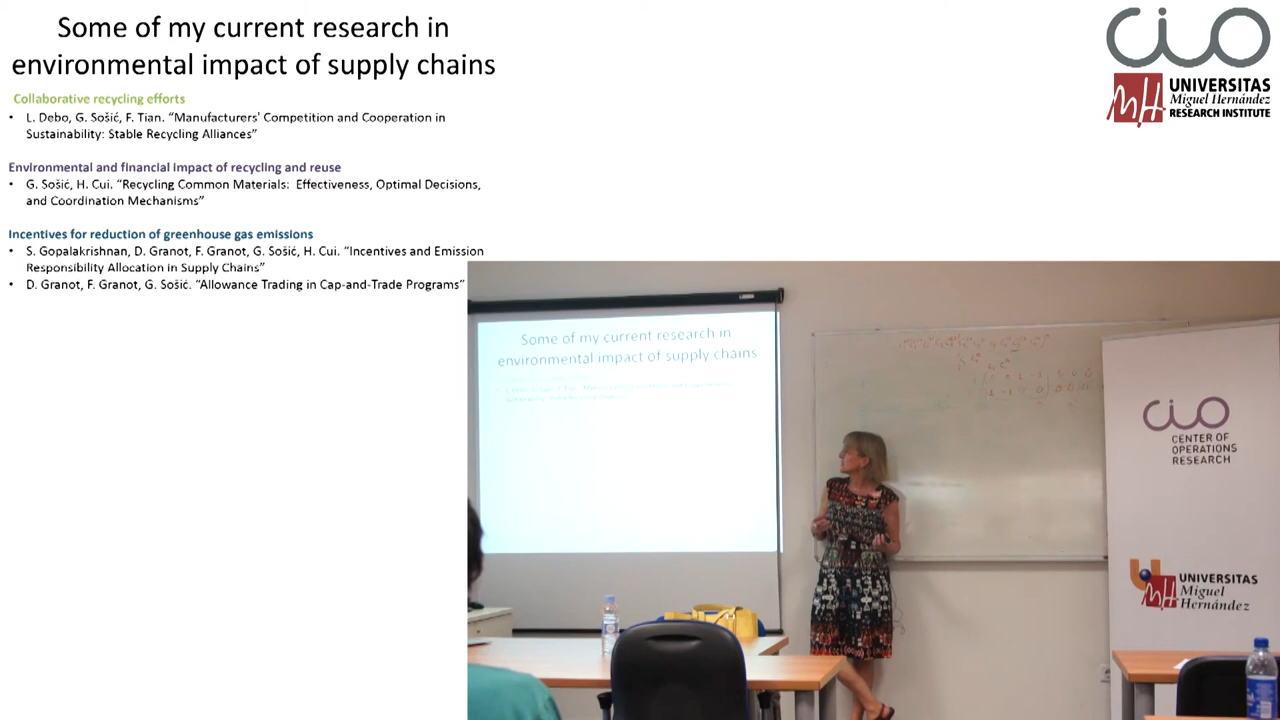 Some of my current research in
environmental impact of supply chains
Collaborative recycling efforts
• L. Debo, G. Sošić, F. Tian. “Manufacturers' Competition and Cooperation in
Sustainability: Stable Recycling Alliances”
Environmental and financial impact of recycling and reuse
• G. Sošić, H. Cui. “Recycling Common Materials: Effectiveness, Optimal Decisions,
and Coordination Mechanisms”
Incentives for reduction of greenhouse gas emissions
• S. Gopalakrishnan, D. Granot, F. Granot, G. Sošić, H. Cui. “Incentives and Emission
Responsibility Allocation in Supply Chains”
• D. Granot, F. Granot, G. Sošić. “Allowance Trading in Cap-and-Trade Programs”
CIO
MH
UNIVERSITAS
Miguel Hernández
RESEARCH INSTITUTE
Some of my current research in
environmental impact of supply chains
CIO
CENTER OF
OPERATIONS
RESEARCH
MH
UNIVERSITAS
Miguel
Hernández